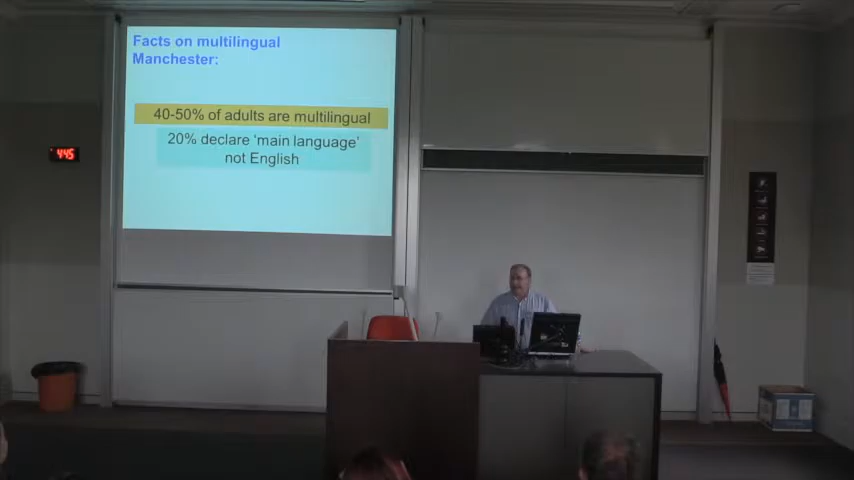 Facts on multilingual
Manchester:
40-50% of adults are multilingual
20% declare 'main language'
not English
4:45